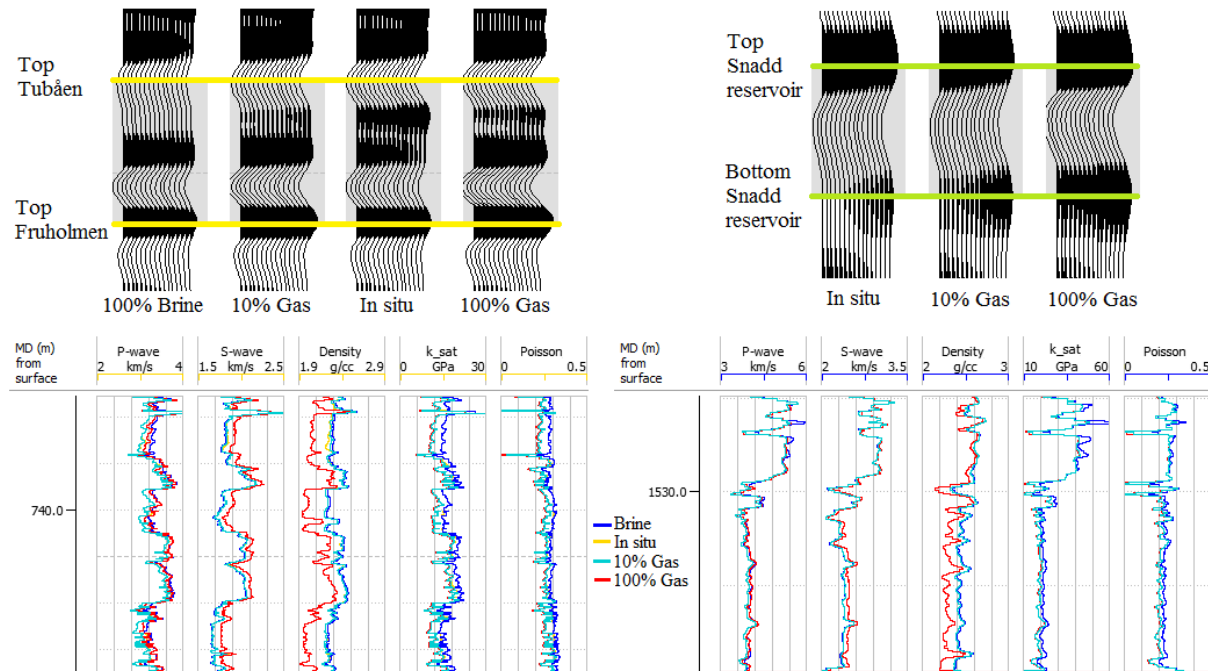 Top
Tubåen
Top
Fruholmen
100% Brine
10% Gas
In situ
100% Gas
Top
Snadd
reservoir
Bottom
Snadd
reservoir
In situ
10% Gas
100% Gas
MD (m)
from
surface
P-wave
2 km/s 4
S-wave
1.5 km/s 2.5
Density
1.9 g/cc 2.9
k_sat
0 GPa 30
Poisson
0 0.5
740.0
Brine
In situ
10% Gas
100% Gas
MD (m)
from
surface
P-wave
3 km/s 6
S-wave
2 km/s 3.5
Density
2 g/cc 3
k_sat
10 GPa 60
Poisson
0 0.5
1530.0